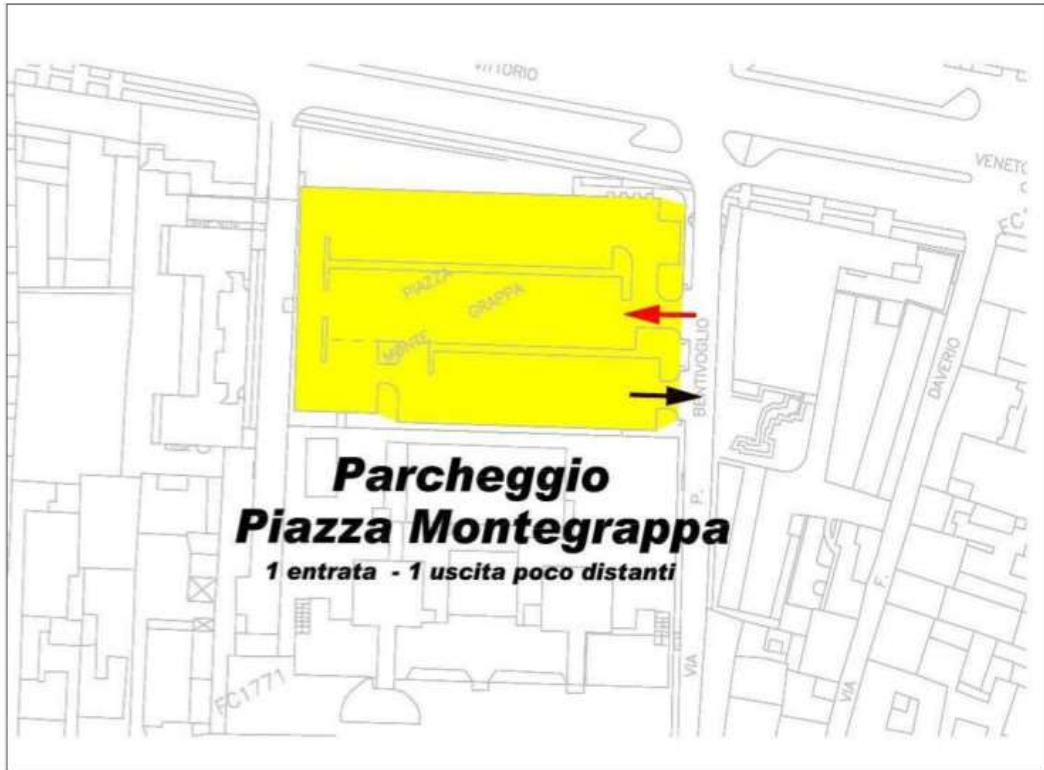 VITTORIO
VENETO
PIAZZA
GRAPPA
MONTE
BENTIVOGLIO
DAVERIO
Parcheggio
Piazza Montegrappa
1 entrata - 1 uscita poco distanti
P.
F.
VIA
VIA
FC1771